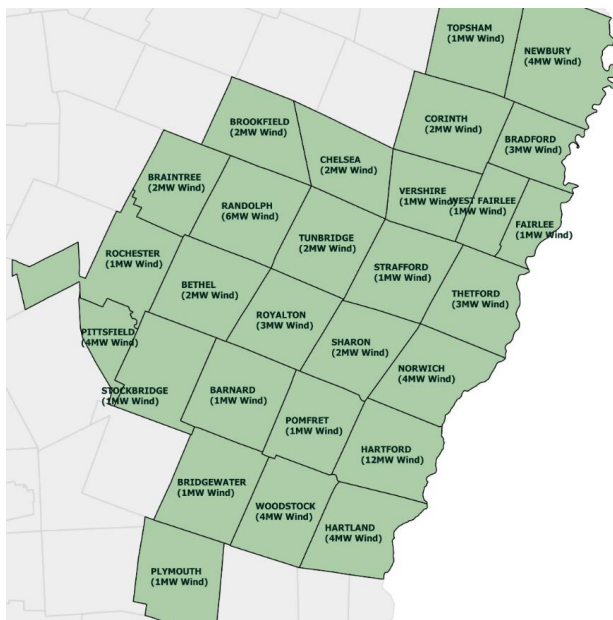 TOPSHAM
(1MW Wind)
NEWBURY
(4MW Wind)
BROOKFIELD
(2MW Wind)
CORINTH
(2MW Wind)
BRADFORD
(3MW Wind)
CHELSEA
(2MW Wind)
BRAINTREE
(2MW Wind)
VERSHIRE
(1MW Wind)
WEST FAIRLEE
(1MW Wind)
RANDOLPH
(6MW Wind)
FAIRLEE
(1MW Wind)
TUNBRIDGE
(2MW Wind)
ROCHESTER
(1MW Wind)
STRAFFORD
(1MW Wind)
BETHEL
(2MW Wind)
THETFORD
(3MW Wind)
ROYALTON
(3MW Wind)
PITTSFIELD
(4MW Wind)
SHARON
(2MW Wind)
NORWICH
(4MW Wind)
STOCKBRIDGE
(1MW Wind)
BARNARD
(1MW Wind)
POMFRET
(1MW Wind)
HARTFORD
(12MW Wind)
BRIDGEWATER
(1MW Wind)
WOODSTOCK
(4MW Wind)
HARTLAND
(4MW Wind)
PLYMOUTH
(1MW Wind)